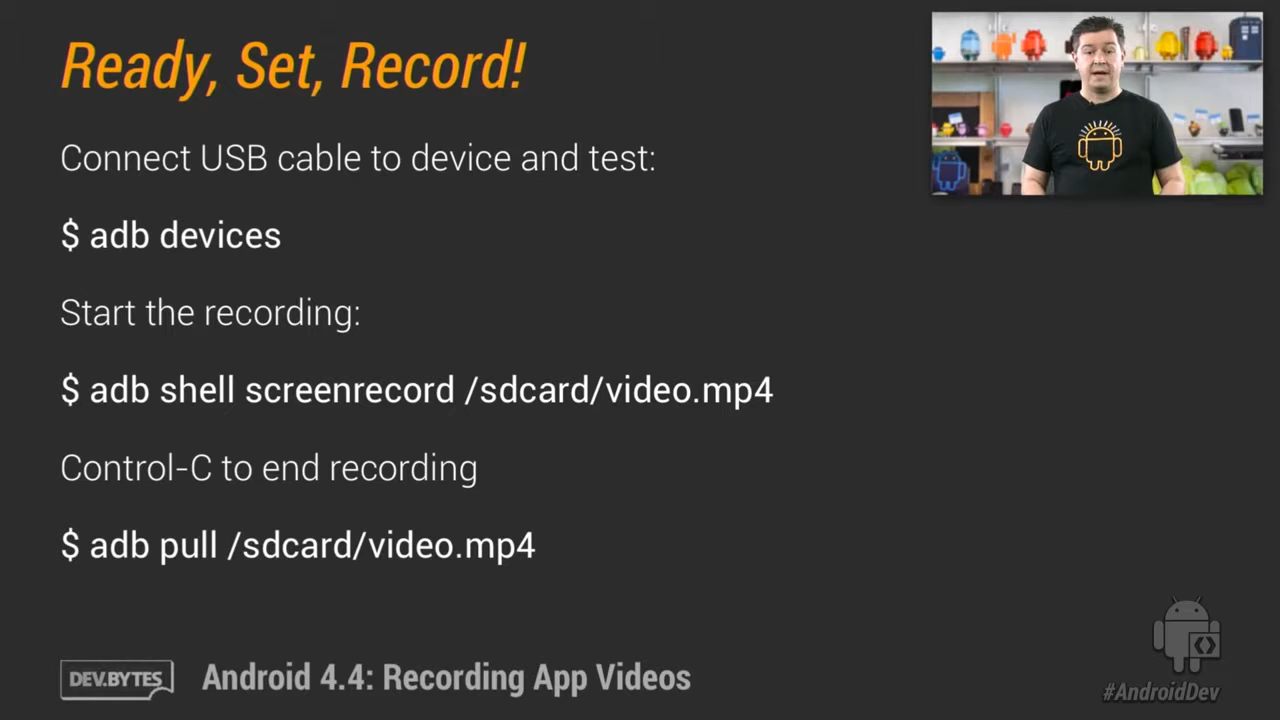 Ready, Set, Record!
Connect USB cable to device and test:
$ adb devices
Start the recording:
$ adb shell screenrecord /sdcard/video.mp4
Control-C to end recording
$ adb pull /sdcard/video.mp4
DEV.BYTES Android 4.4: Recording App Videos
#AndroidDev